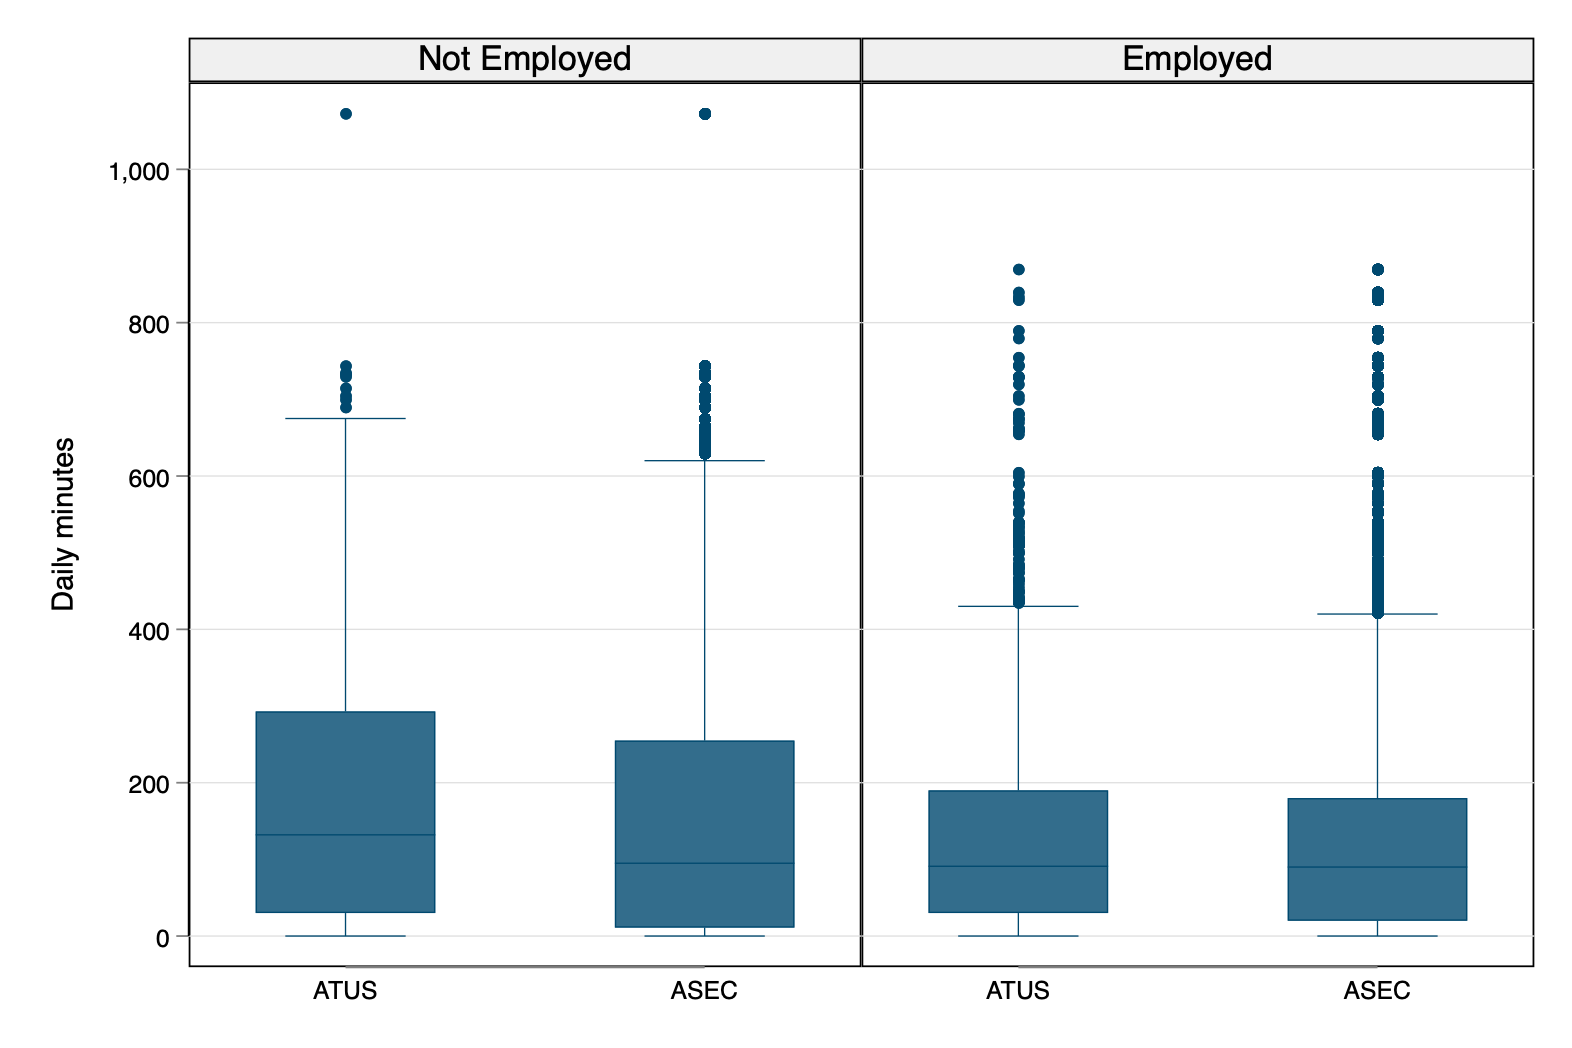 Not Employed
Employed
1,000
800
600
400
200
0
Daily minutes
ATUS
ASEC
ATUS
ASEC